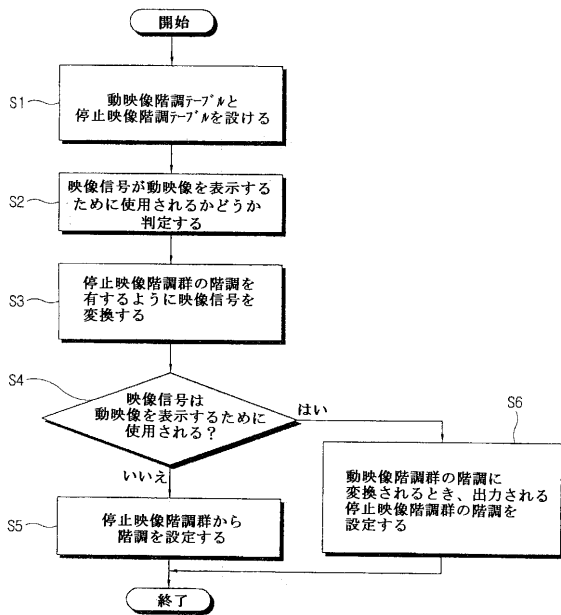 開始
S1
動映像階調テーブルと
停止映像階調テーブルを設ける
S2
映像信号が動映像を表示する
ために使用されるかどうか
判定する
S3
停止映像階調群の階調を
有するように映像信号を
変換する
S4
映像信号は
動映像を表示するために
使用される?
はい
いいえ
S6
動映像階調群の階調に
変換されるとき、出力される
停止映像階調群の階調を
設定する
S5
停止映像階調群から
階調を設定する
終了